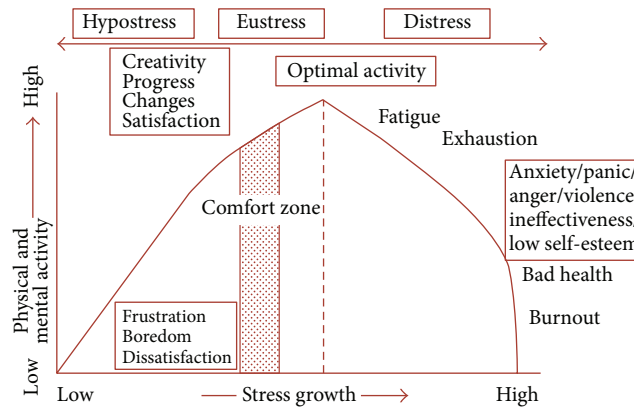 Hypostress
Eustress
Distress
Creativity
Progress
Changes
Satisfaction
Optimal activity
High
Fatigue
Exhaustion
Anxiety/panic/
anger/violence
ineffectiveness/
low self-esteem
Comfort zone
Physical and
mental activity
Bad health
Frustration
Boredom
Dissatisfaction
Burnout
Low
Low
Stress growth
High